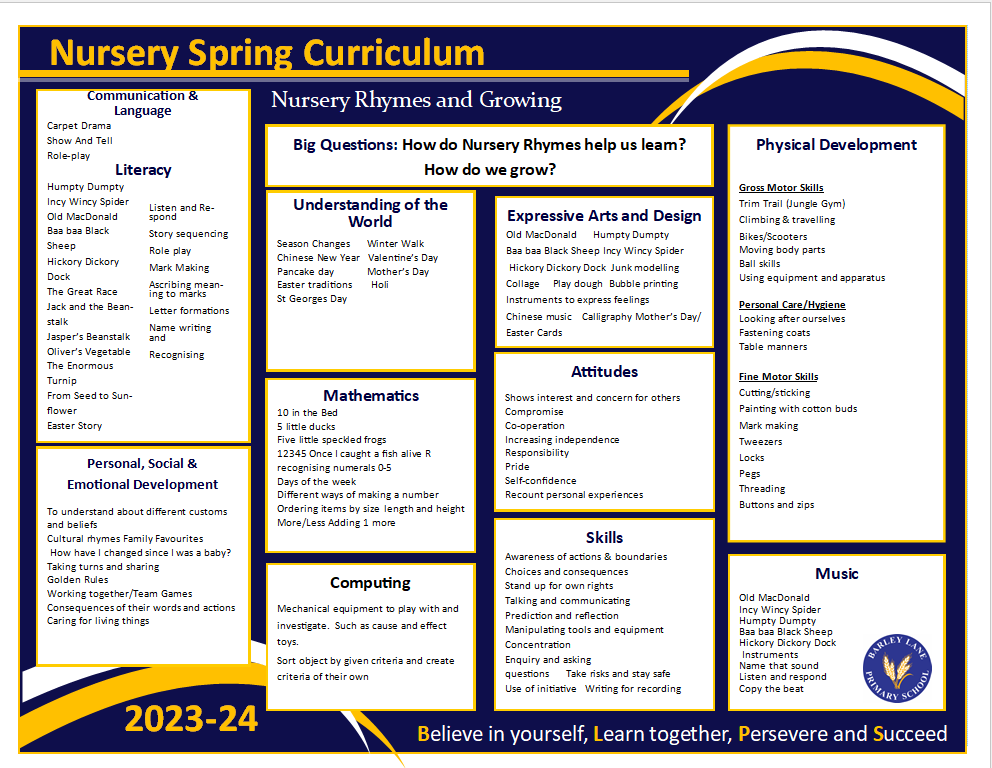 Nursery Spring Curriculum
Nursery Rhymes and Growing
Communication &
Language
Carpet Drama
Show And Tell
Role-play
Literacy
Humpty Dumpty
Incy Wincy Spider
Old MacDonald
Baa baa Black
Sheep
Hickory Dickory
Dock
The Great Race
Jack and the Bean-
stalk
Jasper's Beanstalk
Oliver's Vegetable
The Enormous
Turnip
From Seed to Sun-
flower
Easter Story
Listen and Re-
spond
Story sequencing
Role play
Mark Making
Ascribing mean-
ing to marks
Letter formations
Name writing
and
Recognising
Personal, Social &
Emotional Development
To understand about different customs
and beliefs
Cultural rhymes Family Favourites
How have I changed since I was a baby?
Taking turns and sharing
Golden Rules
Working together/Team Games
Consequences of their words and actions
Caring for living things
Big Questions: How do Nursery Rhymes help us learn?
How do we grow?
Understanding of the
World
Season Changes Winter Walk
Chinese New Year Valentine's Day
Pancake day Mother's Day
Easter traditions Holi
St Georges Day
Mathematics
10 in the Bed
5 little ducks
Five little speckled frogs
12345 Once I caught a fish alive R
recognising numerals 0-5
Days of the week
Different ways of making a number
Ordering items by size length and height
More/Less Adding 1 more
Computing
Mechanical equipment to play with and
investigate. Such as cause and effect
toys.
Sort object by given criteria and create
criteria of their own
Expressive Arts and Design
Old MacDonald Humpty Dumpty
Baa baa Black Sheep Incy Wincy Spider
Hickory Dickory Dock Junk modelling
Collage Play dough Bubble printing
Instruments to express feelings
Chinese music Calligraphy Mother's Day/
Easter Cards
Attitudes
Shows interest and concern for others
Compromise
Co-operation
Increasing independence
Responsibility
Pride
Self-confidence
Recount personal experiences
Skills
Awareness of actions & boundaries
Choices and consequences
Stand up for own rights
Talking and communicating
Prediction and reflection
Manipulating tools and equipment
Concentration
Enquiry and asking
questions Take risks and stay safe
Use of initiative Writing for recording
Physical Development
Gross Motor Skills
Trim Trail (Jungle Gym)
Climbing & travelling
Bikes/Scooters
Moving body parts
Ball skills
Using equipment and apparatus
Personal Care/Hygiene
Looking after ourselves
Fastening coats
Table manners
Fine Motor Skills
Cutting/sticking
Painting with cotton buds
Mark making
Tweezers
Locks
Pegs
Threading
Buttons and zips
Music
Old MacDonald
Incy Wincy Spider
Humpty Dumpty
Baa baa Black Sheep
Hickory Dickory Dock
Instruments
Name that sound
Listen and respond
Copy the beat
BARLEY LANE
PRIMARY SCHOOL
2023-24
Believe in yourself, Learn together, Persevere and Succeed